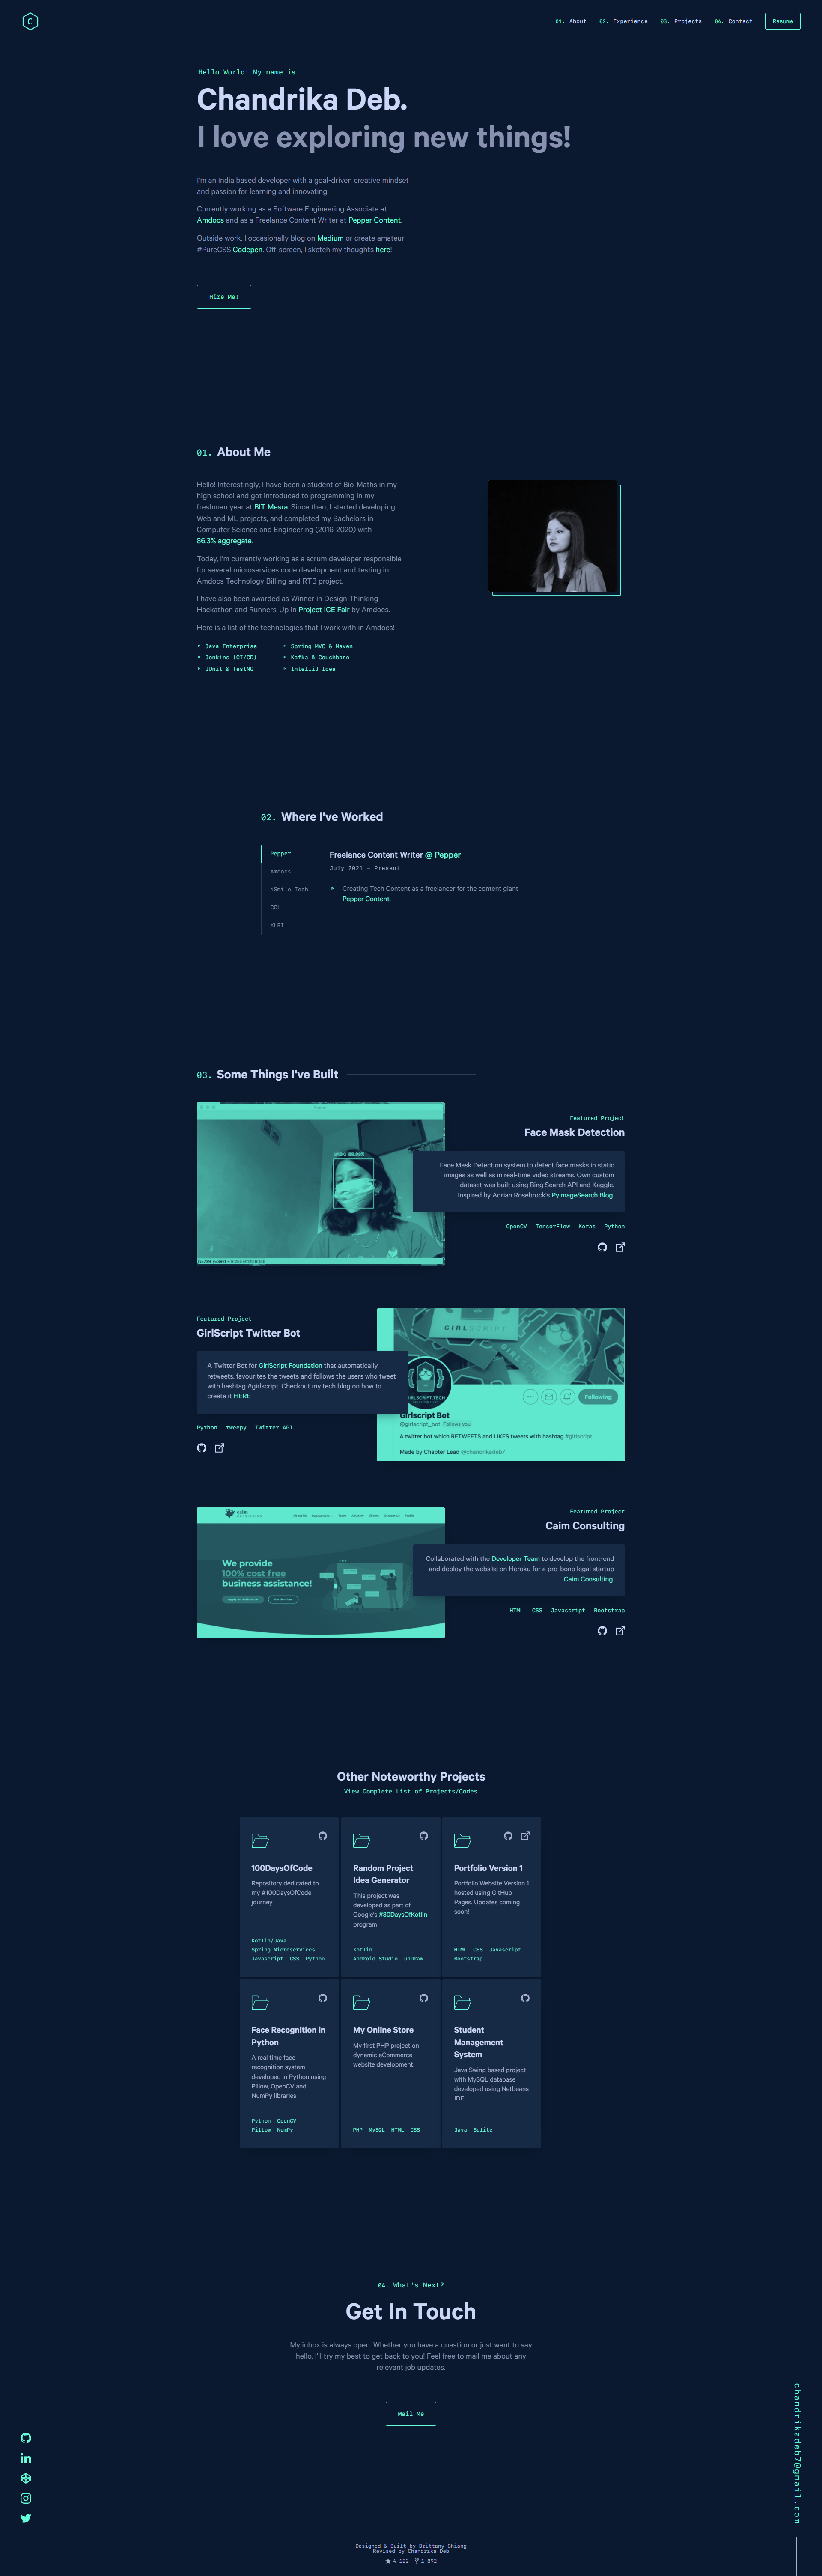 C
01. About
02. Experience
03. Projects
04. Contact
Resume
Hello World! My name is
Chandrika Deb.
I love exploring new things!
I'm an India based developer with a goal-driven creative mindset
and passion for learning and innovating.
Currently working as a Software Engineering Associate at
Amdocs and as a Freelance Content Writer at Pepper Content.
Outside work, I occasionally blog on Medium or create amateur
#PureCSS Codepen. Off-screen, I sketch my thoughts here!
Hire Me!
01. About Me
Hello! Interestingly, I have been a student of Bio-Maths in my
high school and got introduced to programming in my
freshman year at BIT Mesra. Since then, I started developing
Web and ML projects, and completed my Bachelors in
Computer Science and Engineering (2016-2020) with
86.3% aggregate.
Today, I'm currently working as a scrum developer responsible
for several microservices code development and testing in
Amdocs Technology Billing and RTB project.
I have also been awarded as Winner in Design Thinking
Hackathon and Runners-Up in Project ICE Fair by Amdocs.
Here is a list of the technologies that I work with in Amdocs!
Java Enterprise
Spring MVC & Maven
Jenkins (CI/CD)
Kafka & Couchbase
JUnit & TestNG
IntelliJ Idea
02. Where I've Worked
Pepper
Amdocs
iSmile Tech
CCL
XLRI
Freelance Content Writer @ Pepper
July 2021 - Present
Creating Tech Content as a freelancer for the content giant
Pepper Content.
03. Some Things I've Built
Featured Project
Face Mask Detection
Face Mask Detection system to detect face masks in static
images as well as in real-time video streams. Own custom
dataset was built using Bing Search API and Kaggle.
Inspired by Adrian Rosebrock's PyImageSearch Blog.
OpenCV TensorFlow Keras Python
Featured Project
GirlScript Twitter Bot
A Twitter Bot for GirlScript Foundation that automatically
retweets, favourites the tweets and follows the users who tweet
with hashtag #girlscript. Checkout my tech blog on how to
create it HERE
Python tweepy Twitter API
GIRLSCRIPT
GIRLSCRIPT.TECH
Following
Girlscript Bot
@girlscript_bot Follows you
A twitter bot which RETWEETS and LIKES tweets with hashtag #girlscript
Made by Chapter Lead @chandrikadeb7
caim
About Us
Team
Contact Us
We provide
100% cost free
business assistance!
Featured Project
Caim Consulting
Collaborated with the Developer Team to develop the front-end
and deploy the website on Heroku for a pro-bono legal startup
Caim Consulting.
HTML CSS Javascript Bootstrap
Other Noteworthy Projects
View Complete List of Projects/Codes
100DaysOfCode
Repository dedicated to
my #100DaysOfCode
journey
Kotlin/Java
Spring Microservices
Javascript CSS Python
Random Project
Idea Generator
This project was
developed as part of
Google's #30DaysOfKotlin
program
Kotlin
Android Studio unDraw
Portfolio Version 1
Portfolio Website Version 1
hosted using GitHub
Pages. Updates coming
soon!
HTML CSS Javascript
Bootstrap
Face Recognition in
Python
A real time face
recognition system
developed in Python using
Pillow, OpenCV and
NumPy libraries
Python OpenCV
Pillow NumPy
My Online Store
My first PHP project on
dynamic eCommerce
website development.
PHP MySQL HTML CSS
Student
Management
System
Java Swing based project
with MySQL database
developed using Netbeans
IDE
Java Sqlite
04. What's Next?
Get In Touch
My inbox is always open. Whether you have a question or just want to say
hello, I'll try my best to get back to you! Feel free to mail me about any
relevant job updates.
Mail Me
chandrikadeb7@gmail.com
Designed & Built by Brittany Chiang
Revised by Chandrika Deb
4 122
1 892